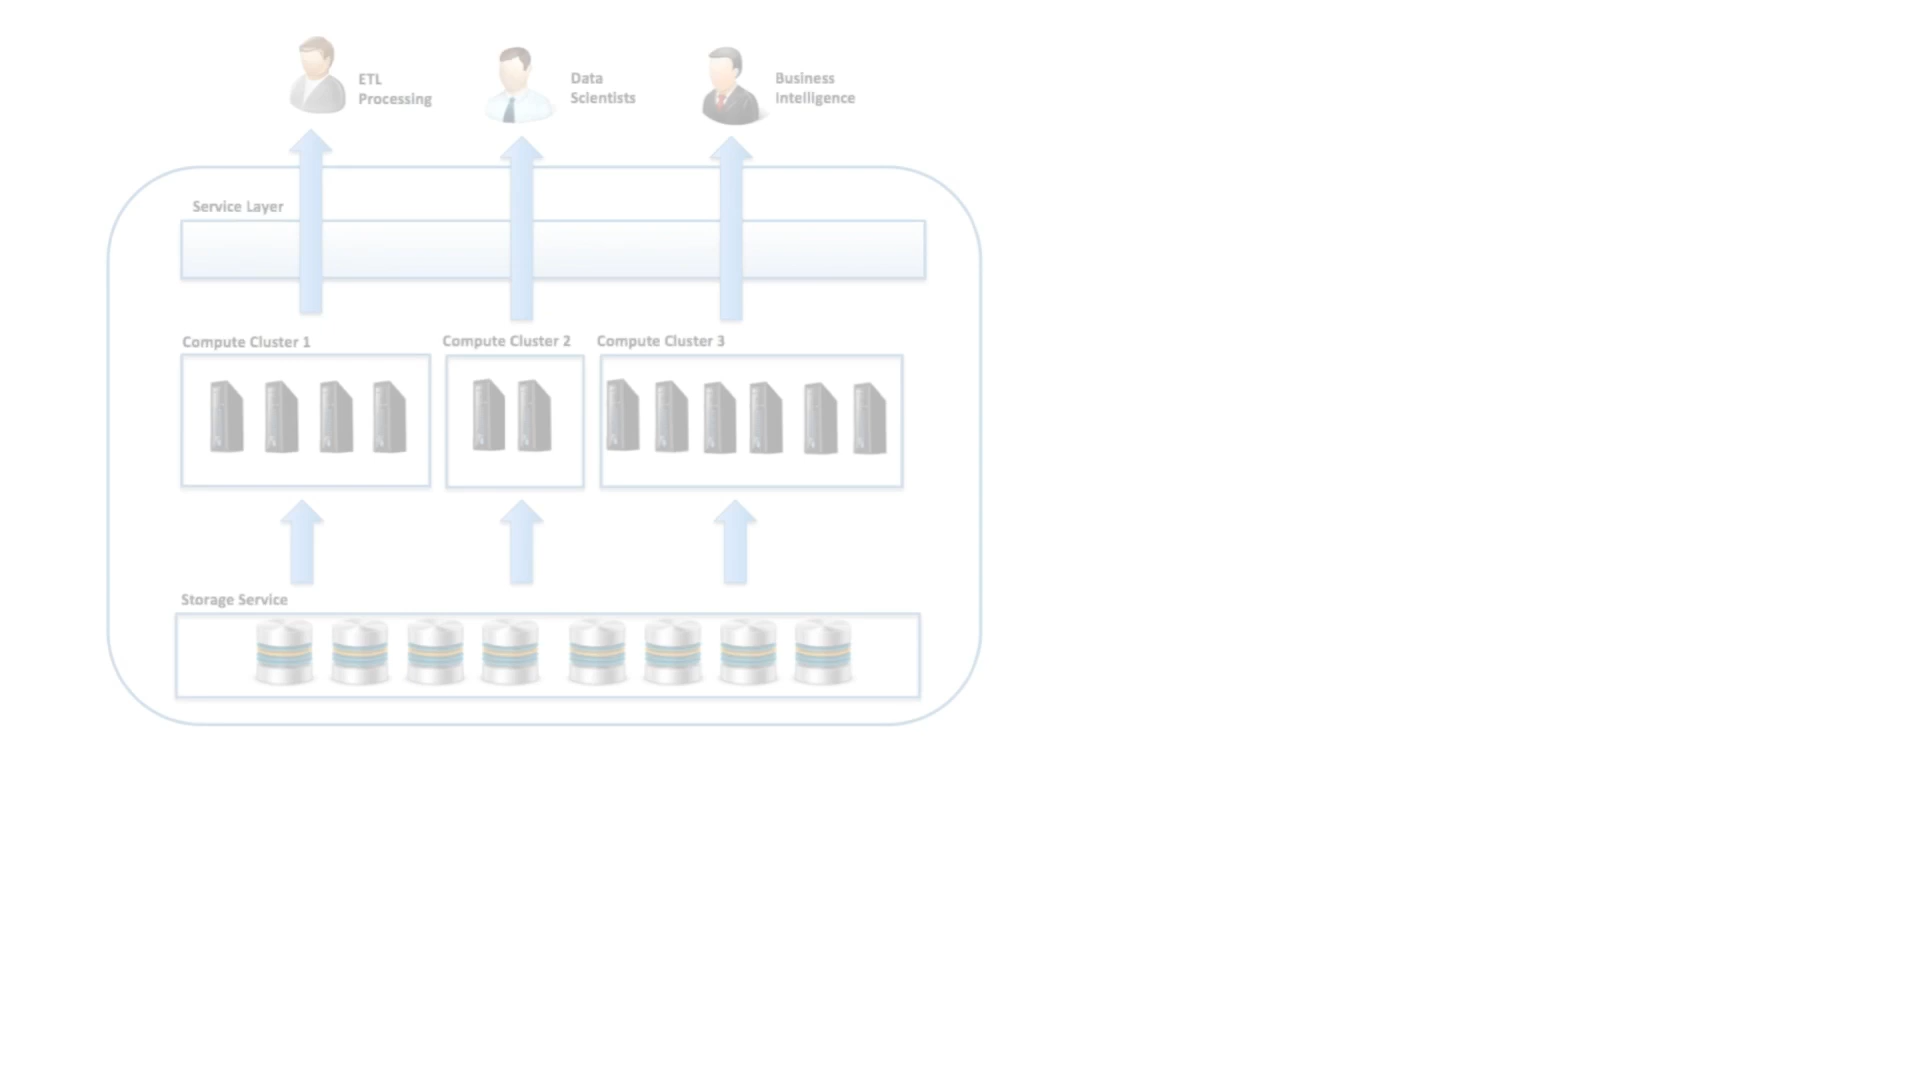 ETL
Processing
Data
Scientists
Business
Intelligence
Service Layer
Compute Cluster 1
Compute Cluster 2
Compute Cluster 3
Storage Service